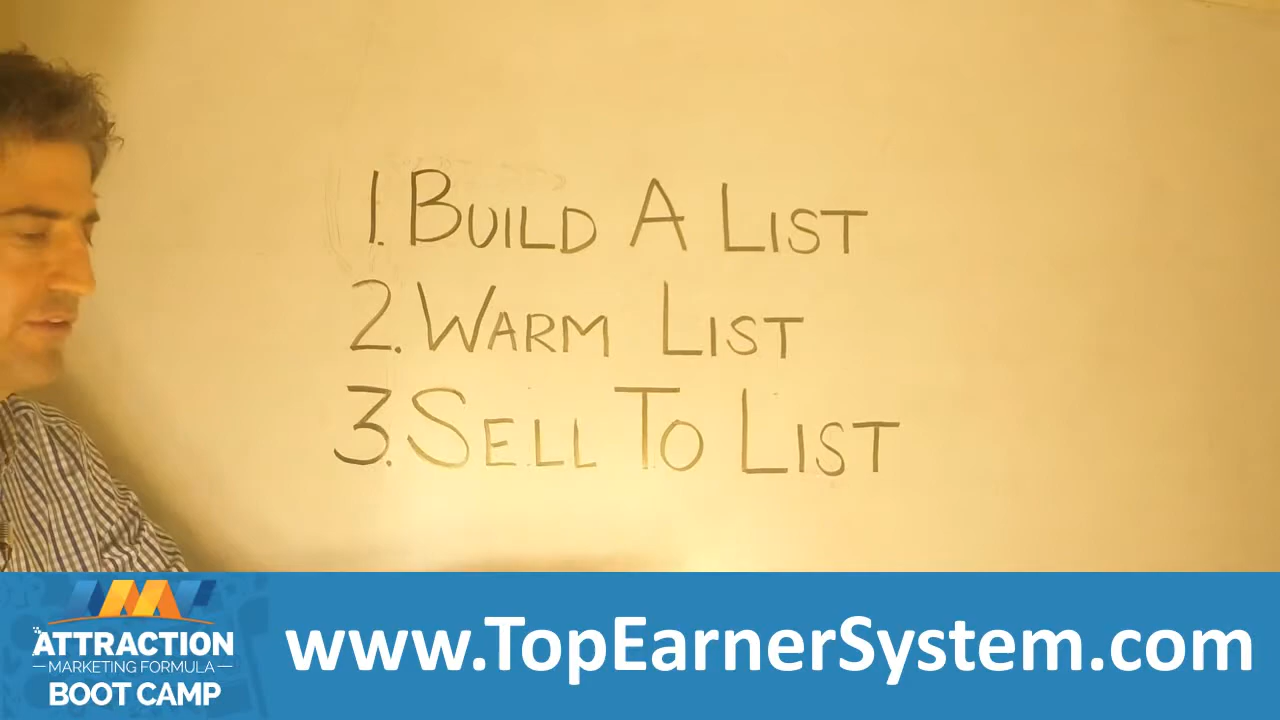 1. BUILD A LIST
2. WARM LIST
3. SELL TO LIST
ATTRACTION
MARKETING FORMULA
BOOT CAMP
www.TopEarnerSystem.com